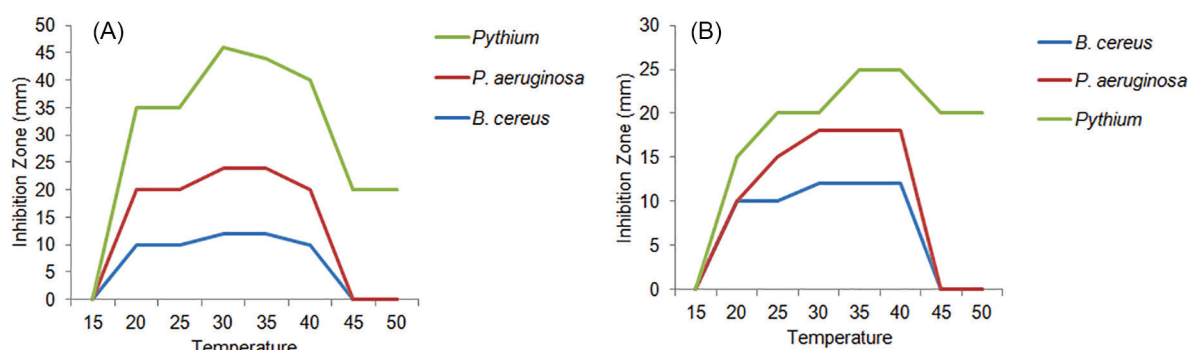 (A)
Inhibition Zone (mm)
50
45
40
35
30
25
20
15
10
5
0
15 20 25 30 35 40 45 50
Temperature
Pythium
P. aeruginosa
B. cereus
(B)
Inhibition Zone (mm)
30
25
20
15
10
5
0
15 20 25 30 35 40 45 50
Temperature
B. cereus
P. aeruginosa
Pythium